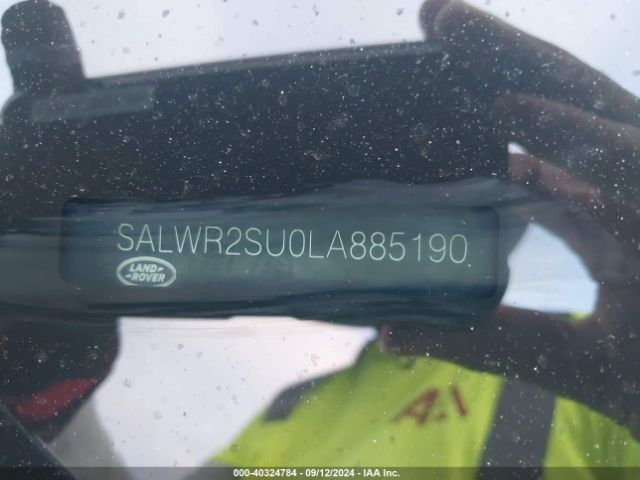 SALWR2SU0LA885190
LAND-
-ROVER
000-40324784 - 09/12/2024 - IAA Inc.